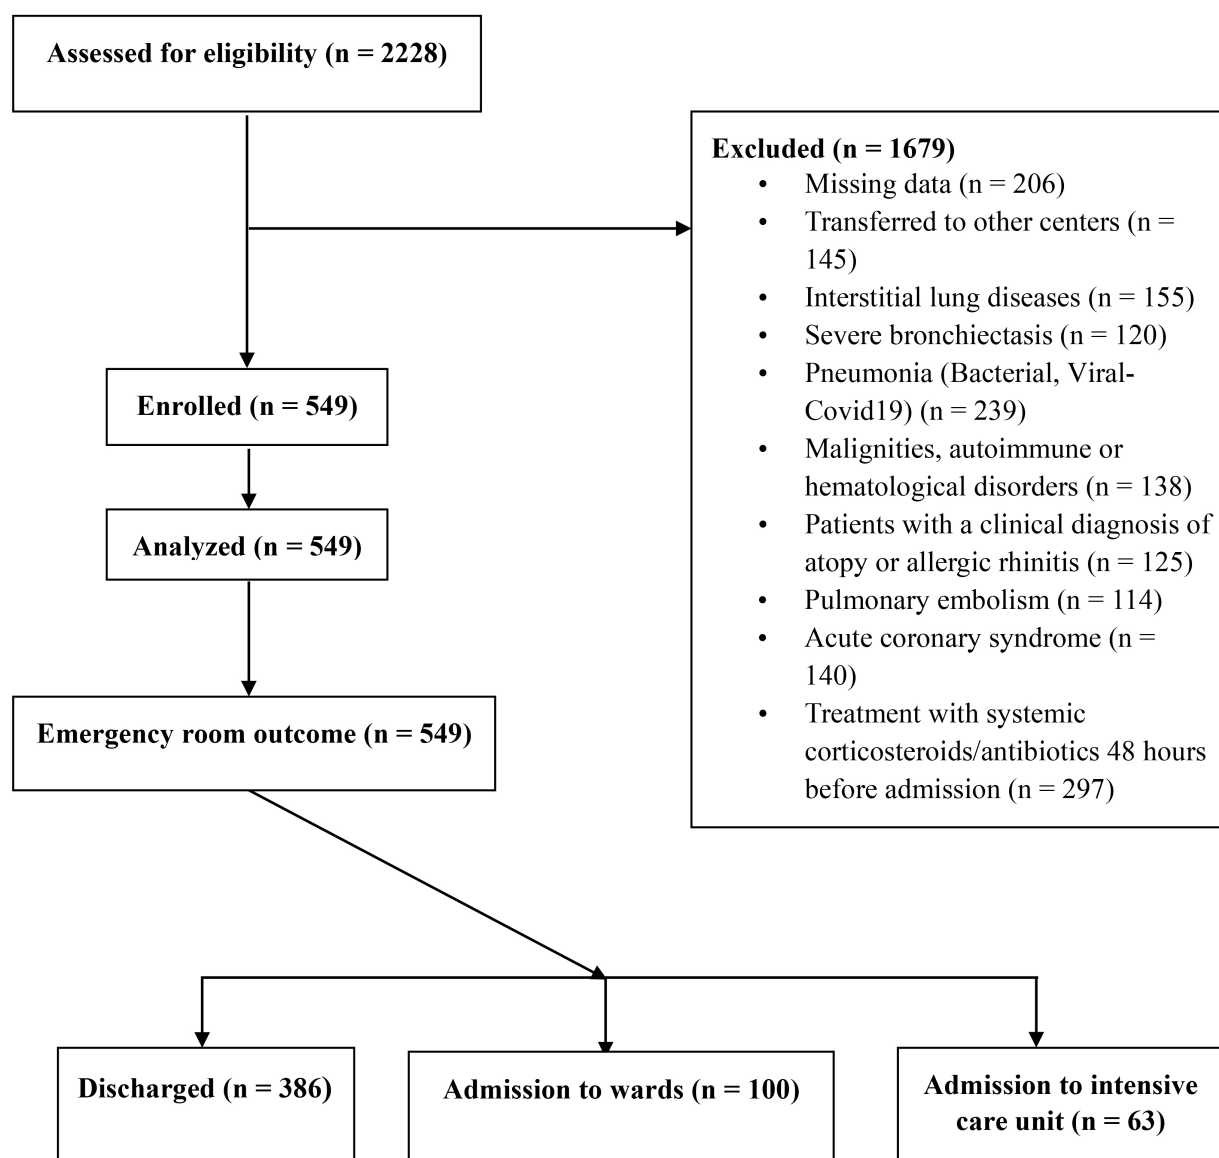 Assessed for eligibility (n = 2228)
Excluded (n = 1679)
• Missing data (n = 206)
• Transferred to other centers (n =
145)
• Interstitial lung diseases (n = 155)
• Severe bronchiectasis (n = 120)
• Pneumonia (Bacterial, Viral-
Covid19) (n = 239)
• Malignities, autoimmune or
hematological disorders (n = 138)
• Patients with a clinical diagnosis of
atopy or allergic rhinitis (n = 125)
• Pulmonary embolism (n = 114)
• Acute coronary syndrome (n =
140)
• Treatment with systemic
corticosteroids/antibiotics 48 hours
before admission (n = 297)
Enrolled (n = 549)
Analyzed (n = 549)
Emergency room outcome (n = 549)
Discharged (n = 386)
Admission to wards (n = 100)
Admission to intensive
care unit (n = 63)